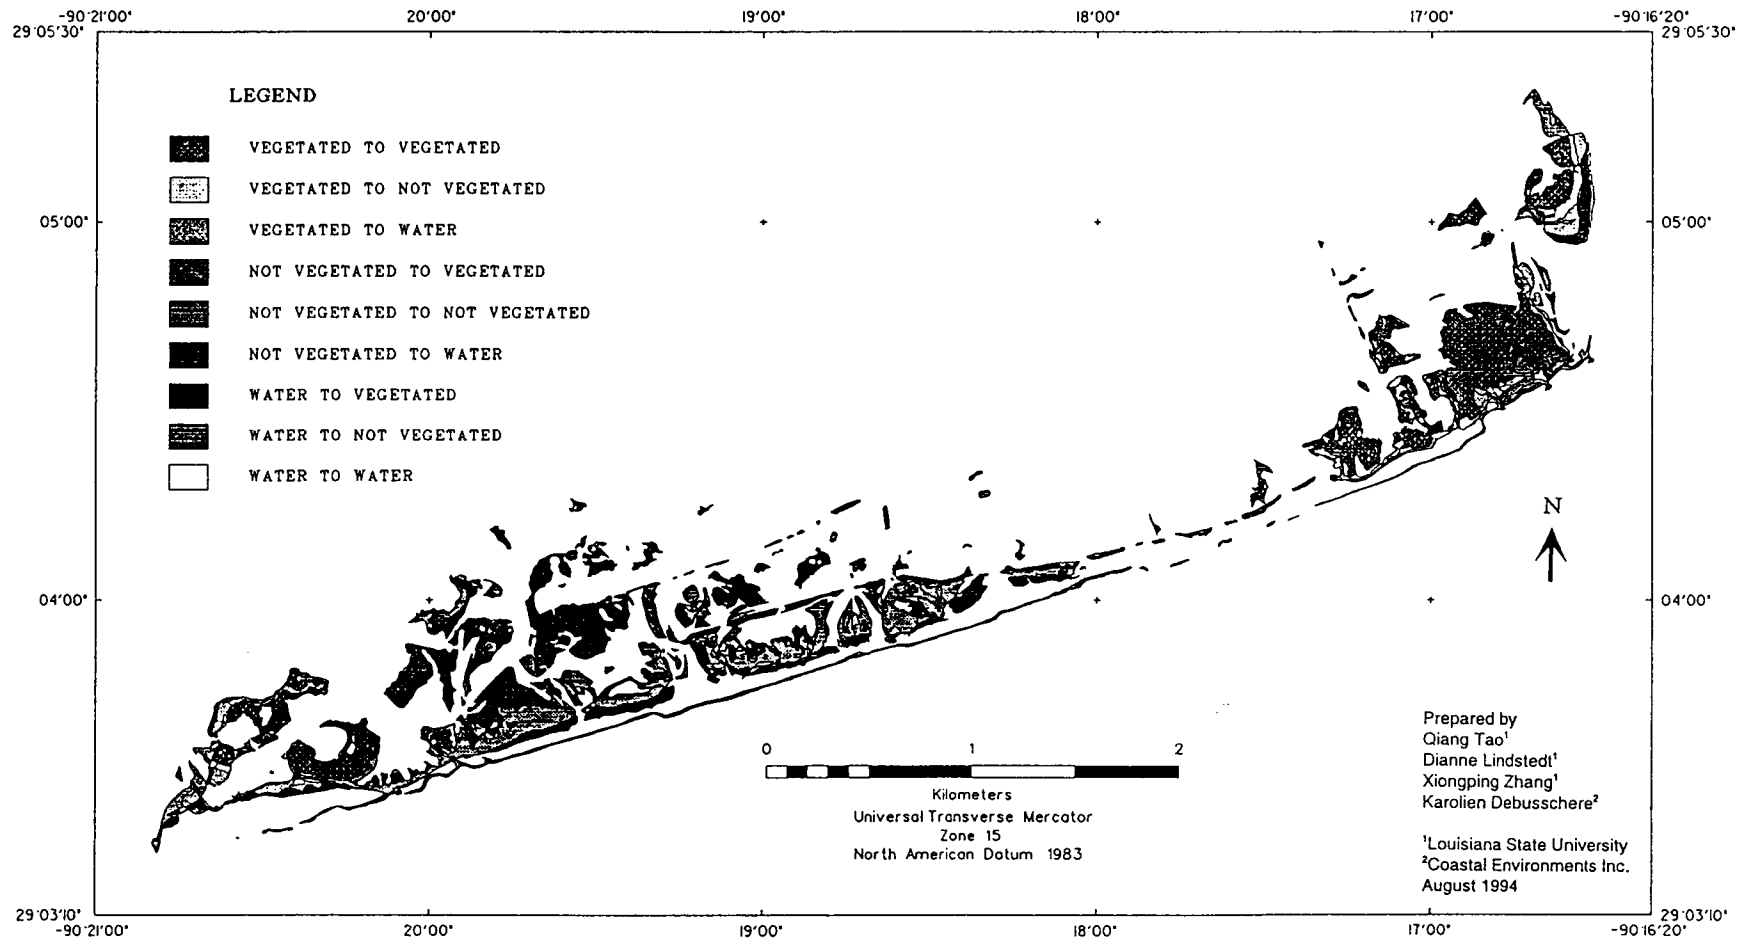 -90°21'00" 20'00" 19'00" 18'00" 17'00" -90°16'20"
29°05'30" 29°05'30"
LEGEND
VEGETATED TO VEGETATED
VEGETATED TO NOT VEGETATED
05'00" 05'00"
VEGETATED TO WATER
NOT VEGETATED TO VEGETATED
NOT VEGETATED TO NOT VEGETATED
NOT VEGETATED TO WATER
WATER TO VEGETATED
WATER TO NOT VEGETATED
WATER TO WATER
N
04'00" 04'00"
0 1 2
Kilometers
Universal Transverse Mercator
Zone 15
North American Datum 1983
Prepared by
Qiang Tao¹
Dianne Lindstedt¹
Xiongping Zhang¹
Karolien Debusschere²
¹Louisiana State University
²Coastal Environments Inc.
August 1994
29°03'10" 29°03'10"
-90°21'00" 20'00" 19'00" 18'00" 17'00" -90°16'20"